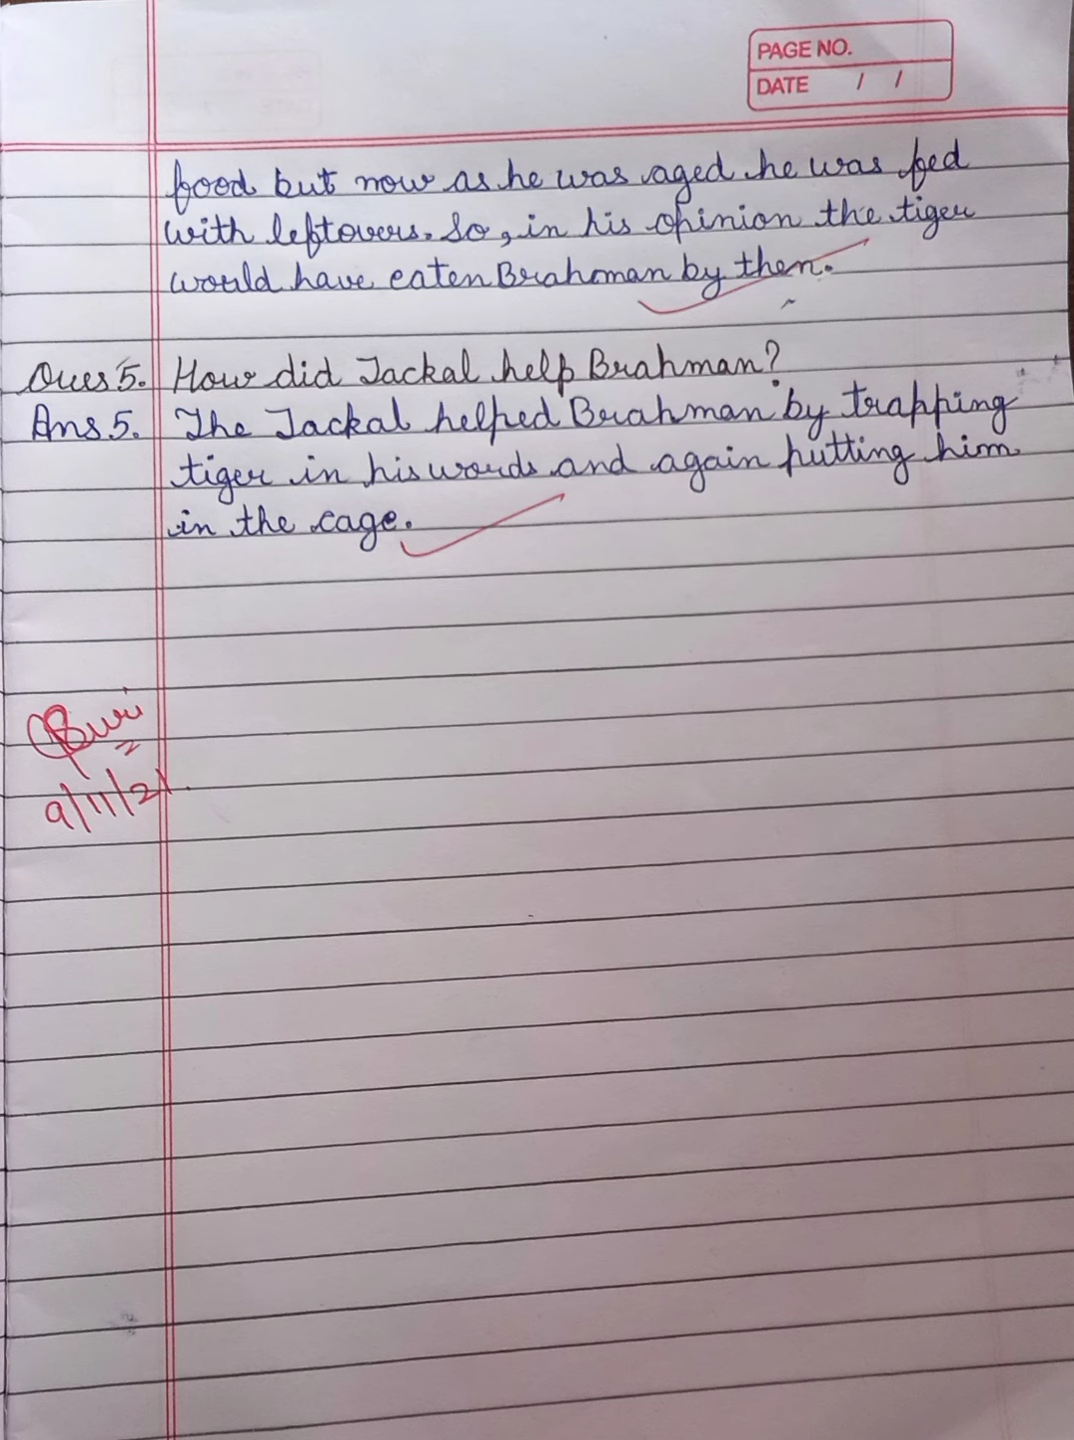 PAGE NO.
DATE / /
food but now as he was aged he was fed
with leftovers. So, in his opinion the tiger
would have eaten Brahman by then.
Ques 5. How did Jackal help Brahman?
Ans 5. The Jackal helped Brahman by trapping
tiger in his words and again putting him
in the cage.
9/11/21.